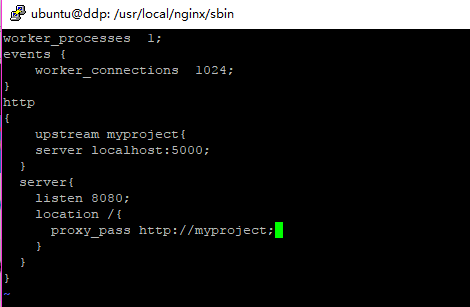 ubuntu@ddp: /usr/local/nginx/sbin
worker_processes  1;
events {
    worker_connections  1024;
}
http
{
    upstream myproject{
    server localhost:5000;
  }
  server{
    listen 8080;
    location /{
      proxy_pass http://myproject;
    }
  }
}
~